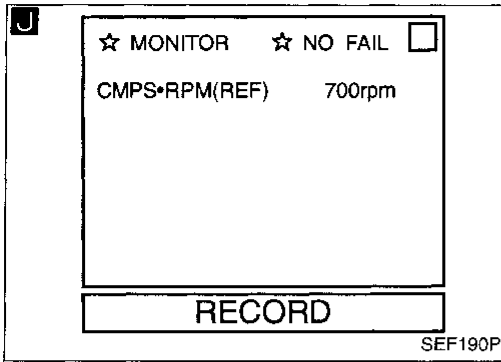 J
☆ MONITOR ☆ NO FAIL
CMPS•RPM(REF) 700rpm
RECORD
SEF190P